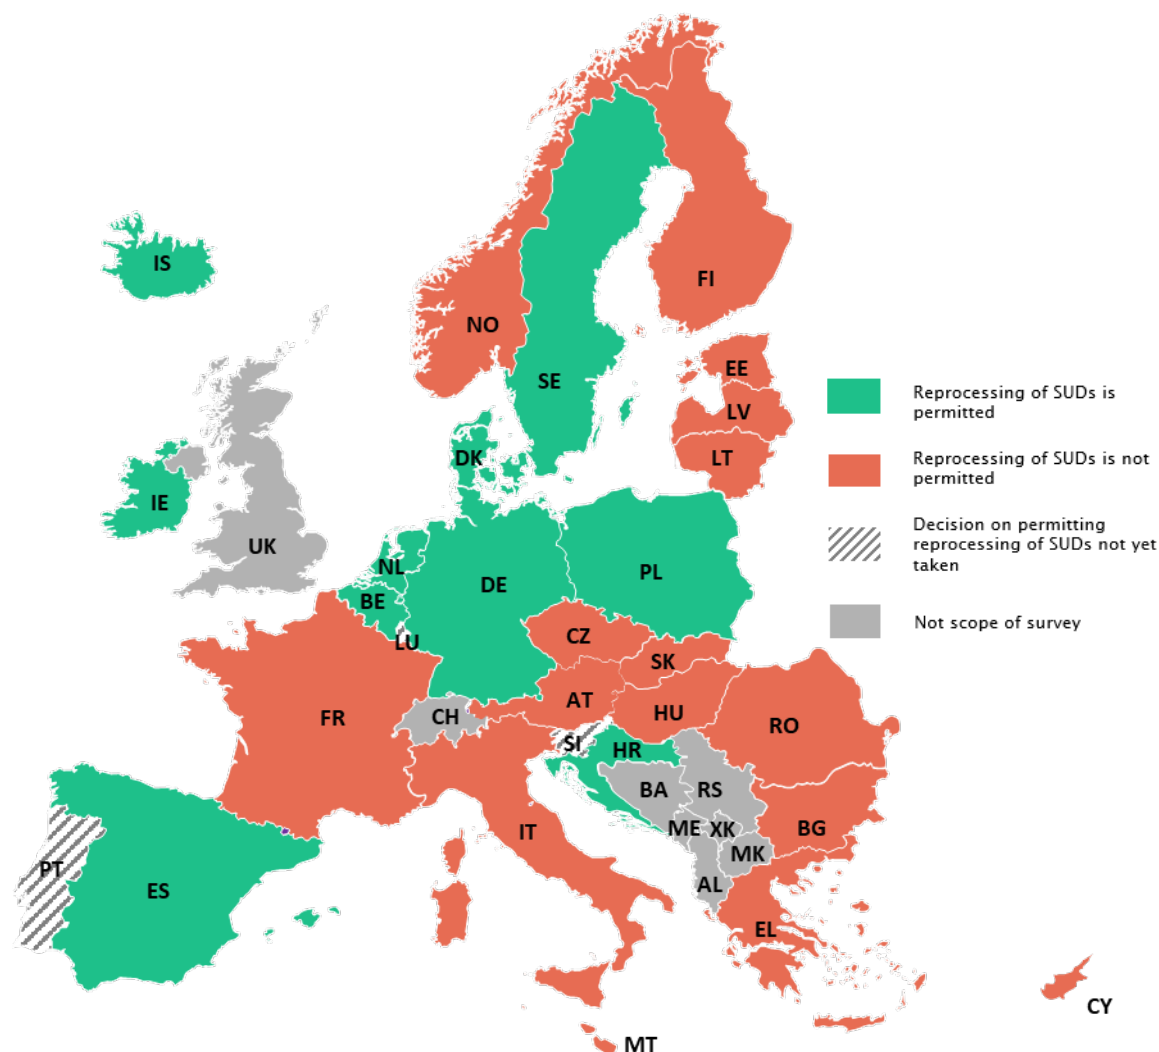 IS
FI
NO
EE
SE
Reprocessing of SUDs is
permitted
LV
DK
LT
Reprocessing of SUDs is not
permitted
IE
UK
Decision on permitting
reprocessing of SUDs not yet
taken
NL
PL
DE
BE
Not scope of survey
CZ
LU
SK
AT
FR
CH
HU
RO
SI
HR
BA
RS
IT
ME
XK
BG
MK
PT
AL
ES
EL
CY
MT